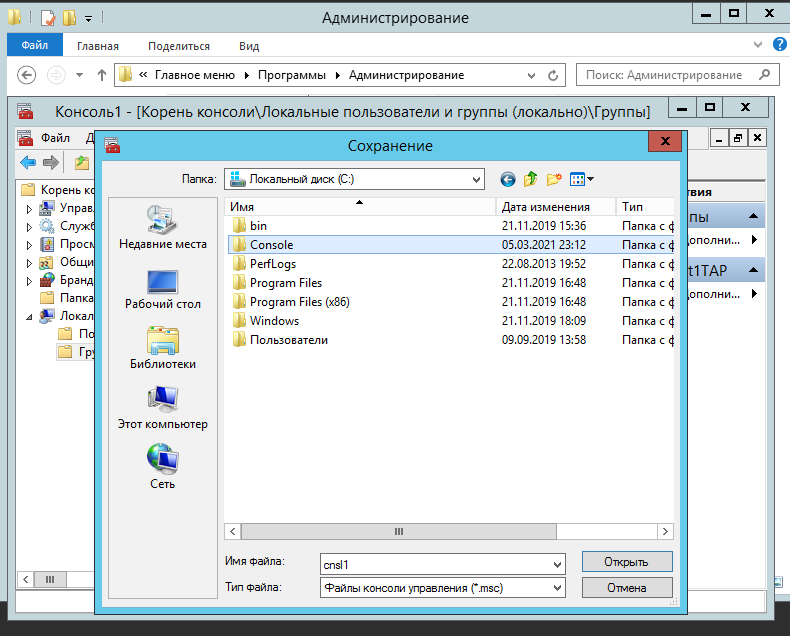 Администрирование
Файл
Главная
Поделиться
Вид
« Главное меню ▸ Программы ▸ Администрирование
Поиск: Администрирование
Консоль1 - [Корень консоли\Локальные пользователи и группы (локально)\Группы]
Файл
Сохранение
Папка:
Локальный диск (C:)
Корень ко
Управ
Служб
Просм
Общи
Бранд
Папка
Локал
По
Гру
Недавние места
Рабочий стол
Библиотеки
Этот компьютер
Сеть
Имя Дата изменения Тип
bin 21.11.2019 15:36 Папка с ф
Console 05.03.2021 23:12 Папка с ф
PerfLogs 22.08.2013 19:52 Папка с ф
Program Files 21.11.2019 16:48 Папка с ф
Program Files (x86) 21.11.2019 16:48 Папка с ф
Windows 21.11.2019 18:09 Папка с ф
Пользователи 09.09.2019 13:58 Папка с ф
Имя файла:
cnsl1
Открыть
Тип файла:
Файлы консоли управления (*.msc)
Отмена
твия
пы
ополни...
t1TAP
ополни...